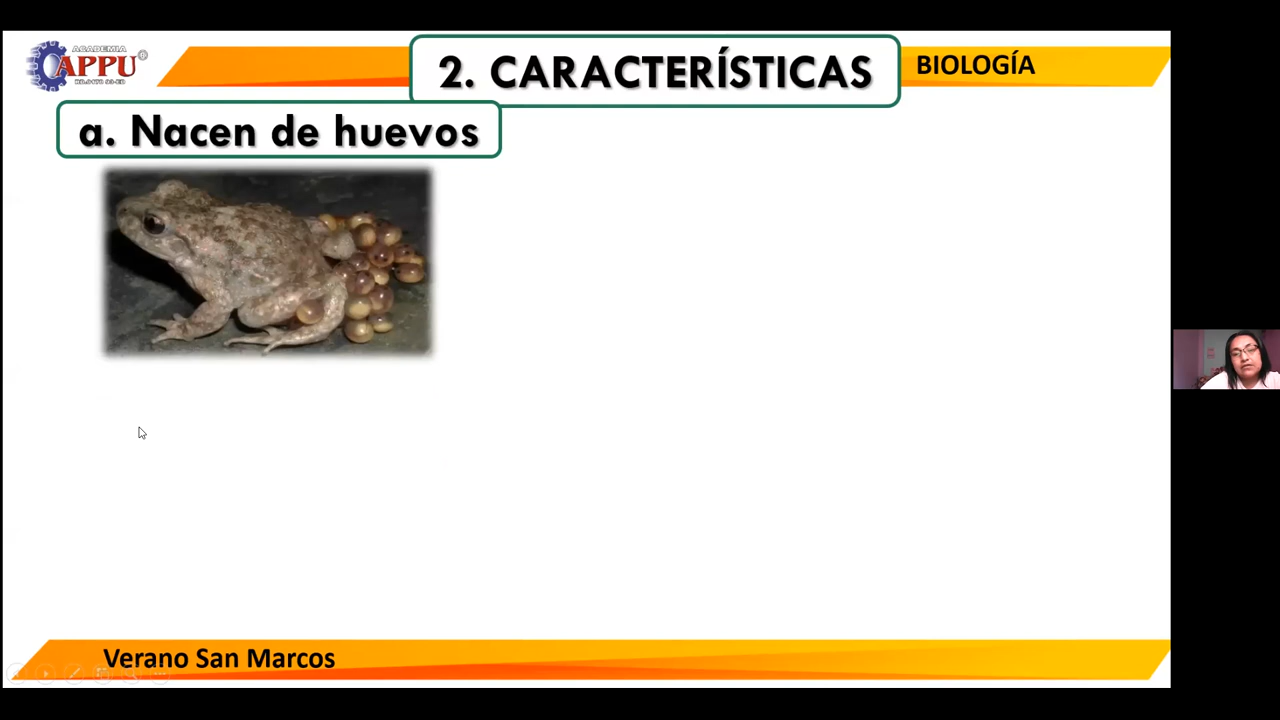 ACADEMIA
APPU
2. CARACTERÍSTICAS
BIOLOGÍA
a. Nacen de huevos
Verano San Marcos